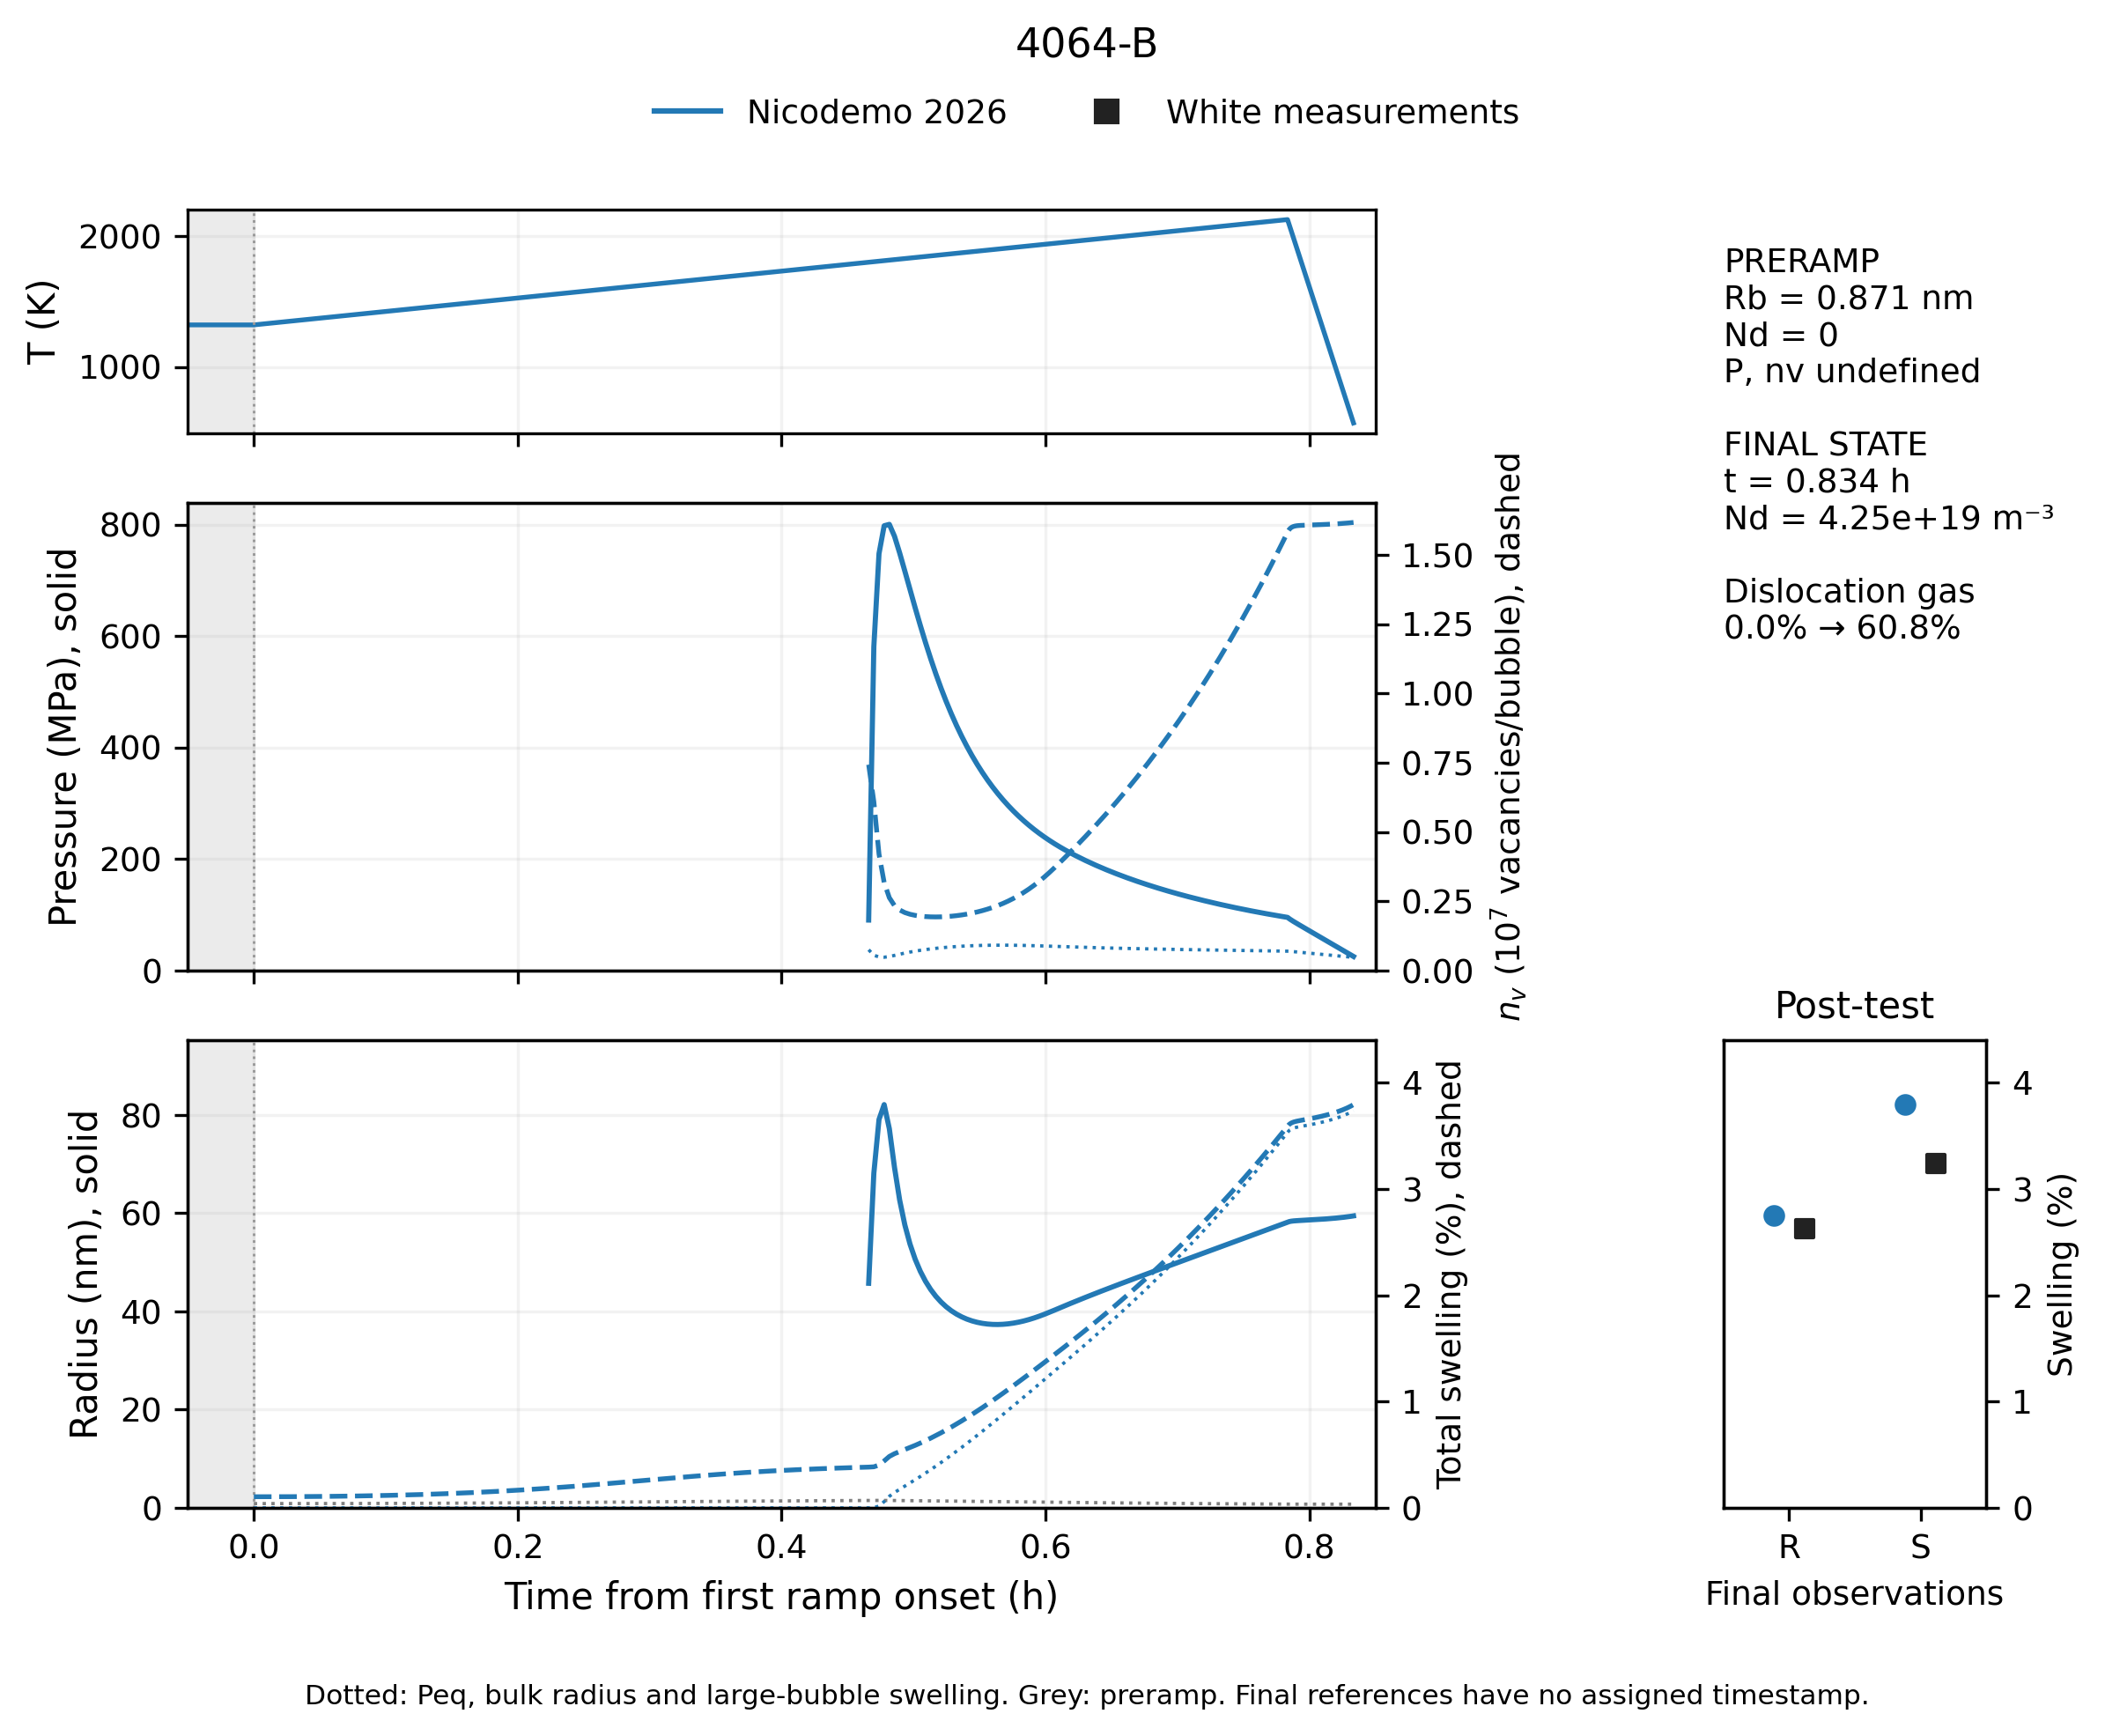 4064-B
Nicodemo 2026
White measurements
T (K)
2000
1000
PRERAMP
Rb = 0.871 nm
Nd = 0
P, nv undefined
FINAL STATE
t = 0.834 h
Nd = 4.25e+19 m⁻³
Dislocation gas
0.0% → 60.8%
Pressure (MPa), solid
800
600
400
200
0
1.50
1.25
1.00
0.75
0.50
0.25
0.00
nᵥ (10⁷ vacancies/bubble), dashed
Radius (nm), solid
80
60
40
20
0
4
3
2
1
0
Total swelling (%), dashed
0.0
0.2
0.4
0.6
0.8
Time from first ramp onset (h)
Post-test
4
3
2
1
0
Swelling (%)
R
S
Final observations
Dotted: Peq, bulk radius and large-bubble swelling. Grey: preramp. Final references have no assigned timestamp.